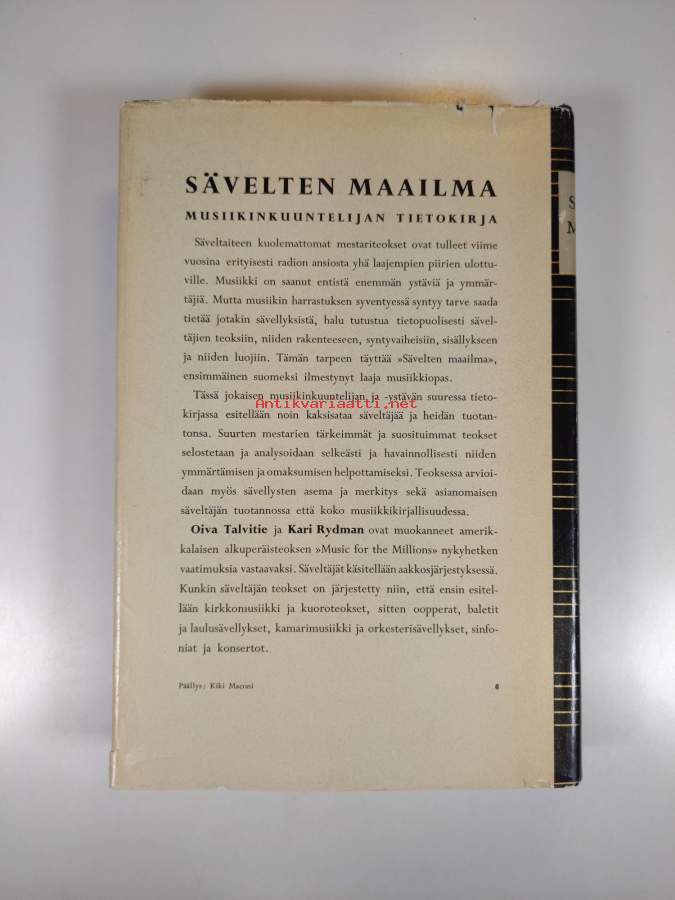 SÄVELTEN MAAILMA
MUSIIKINKUUNTELIJAN TIETOKIRJA
Säveltaiteen kuolemattomat mestariteokset ovat tulleet viime
vuosina erityisesti radion ansiosta yhä laajempien piirien ulottu-
ville. Musiikki on saanut entistä enemmän ystäviä ja ymmär-
täjiä. Mutta musiikin harrastuksen syventyessä syntyy tarve saada
tietää jotakin sävellyksistä, halu tutustua tietopuolisesti sävel-
täjien teoksiin, niiden rakenteeseen, syntyvaiheisiin, sisällykseen
ja niiden luojiin. Tämän tarpeen täyttää »Sävelten maailma»,
ensimmäinen suomeksi ilmestynyt laaja musiikkiopas.
Tässä jokaisen musiikinkuuntelijan ja -ystävän suuressa tieto-
Antikvariaatti.net
kirjassa esitellään noin kaksisataa säveltäjää ja heidän tuotan-
tonsa. Suurten mestarien tärkeimmät ja suosituimmat teokset
selostetaan ja analysoidaan selkeästi ja havainnollisesti niiden
ymmärtämisen ja omaksumisen helpottamiseksi. Teoksessa arvioi-
daan myös sävellysten asema ja merkitys sekä asianomaisen
säveltäjän tuotannossa että koko musiikkikirjallisuudessa.
Oiva Talvitie ja Kari Rydman ovat muokanneet amerik-
kalaisen alkuperäisteoksen »Music for the Millions» nykyhetken
vaatimuksia vastaavaksi. Säveltäjät käsitellään aakkosjärjestyksessä.
Kunkin säveltäjän teokset on järjestetty niin, että ensin esitel-
lään kirkkomusiikki ja kuoroteokset, sitten oopperat, baletit
ja laulusävellykset, kamarimusiikki ja orkesterisävellykset, sinfo-
niat ja konsertot.
Päällys: Kiki Maconi 6
S
M